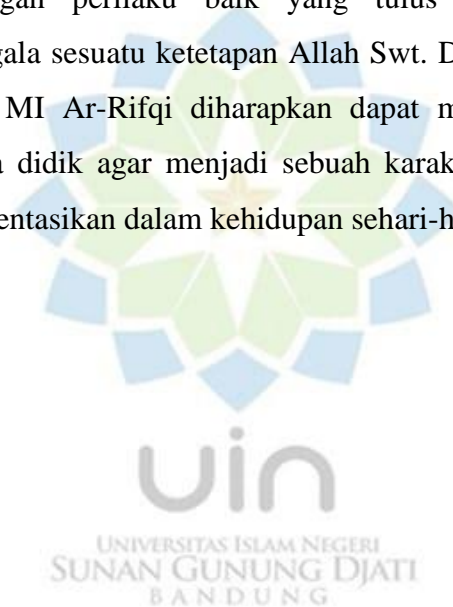 gan perilaku baik yang tulus
gala sesuatu ketetapan Allah Swt. D
MI Ar-Rifqi diharapkan dapat m
didik agar menjadi sebuah karak
entasikan dalam kehidupan sehari-h
uin
UNIVERSITAS ISLAM NEGERI
SUNAN GUNUNG DJATI
BANDUNG